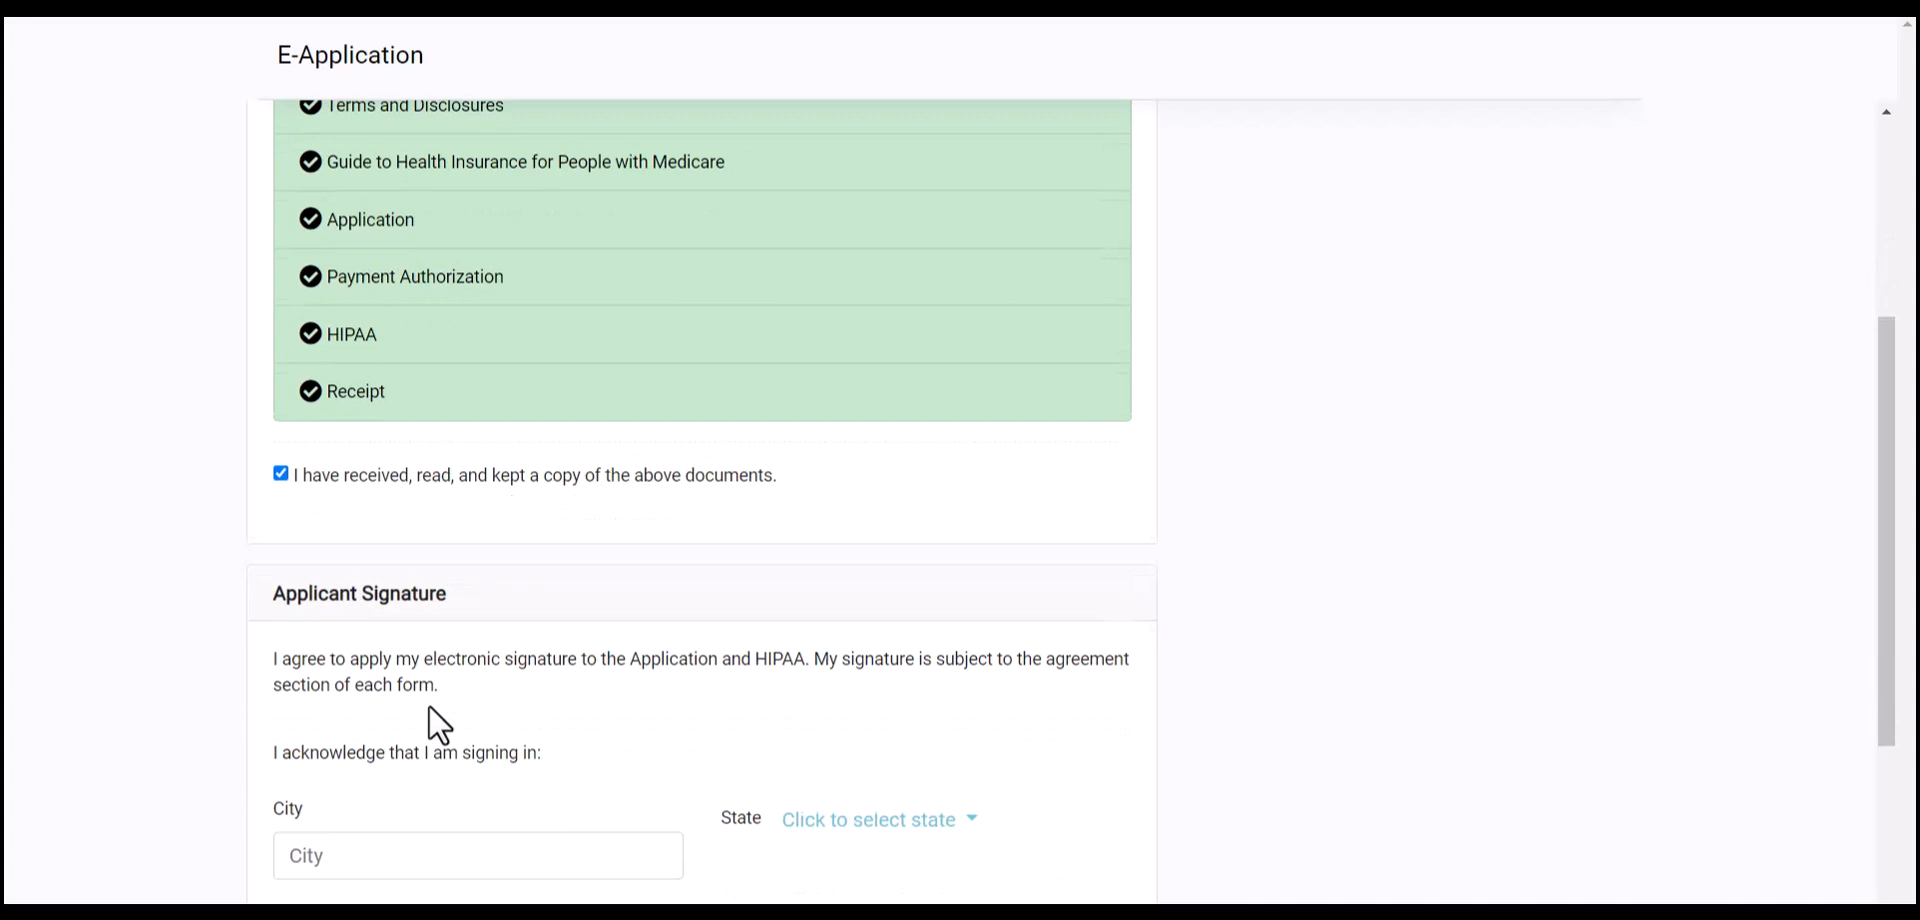 E-Application
Terms and Disclosures
Guide to Health Insurance for People with Medicare
Application
Payment Authorization
HIPAA
Receipt
I have received, read, and kept a copy of the above documents.
Applicant Signature
I agree to apply my electronic signature to the Application and HIPAA. My signature is subject to the agreement
section of each form.
I acknowledge that I am signing in:
City
State Click to select state
City